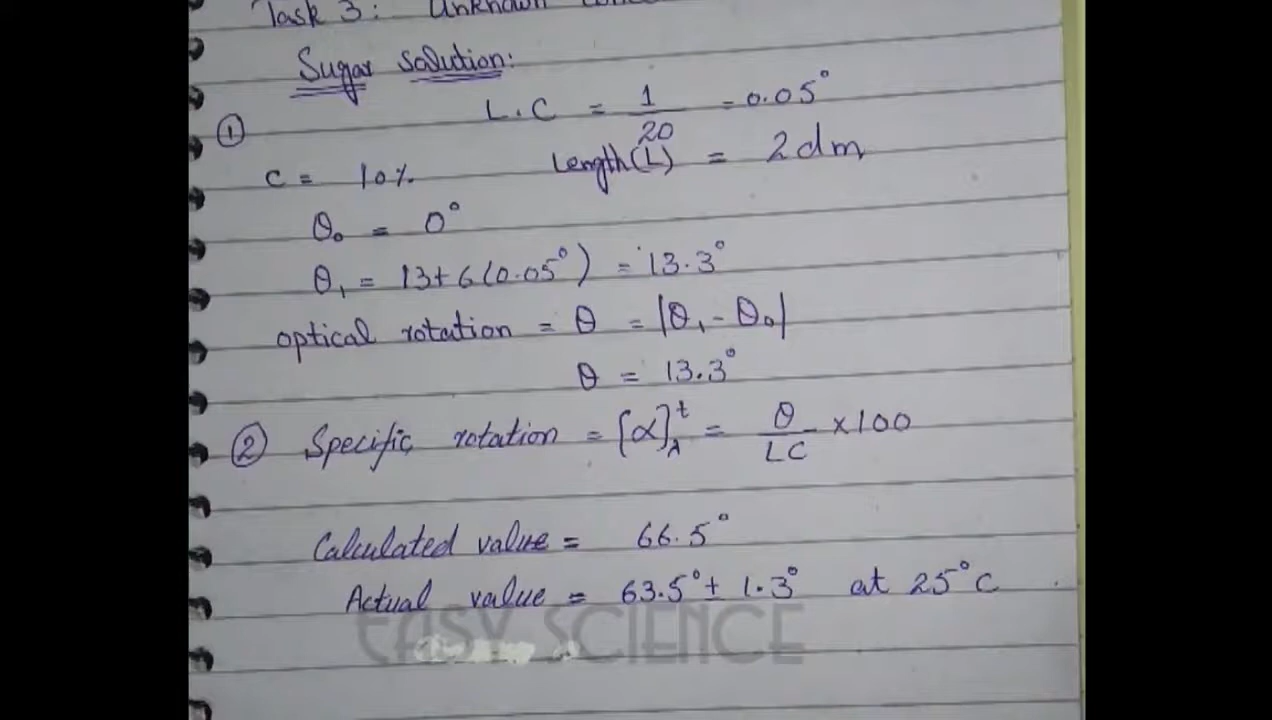 Task 3: Unknown
Sugar solution:
① L.C = 1/20 = 0.05°
C = 10% Length(L) = 2dm
θ₀ = 0°
θ₁ = 13+6(0.05°) = 13.3°
optical rotation = θ = |θ₁ - θ₀|
θ = 13.3°
② Specific rotation = [α]ᵗ_λ = θ/LC ×100
Calculated value = 66.5°
Actual value = 63.5° ± 1.3° at 25°C
EASY SCIENCE